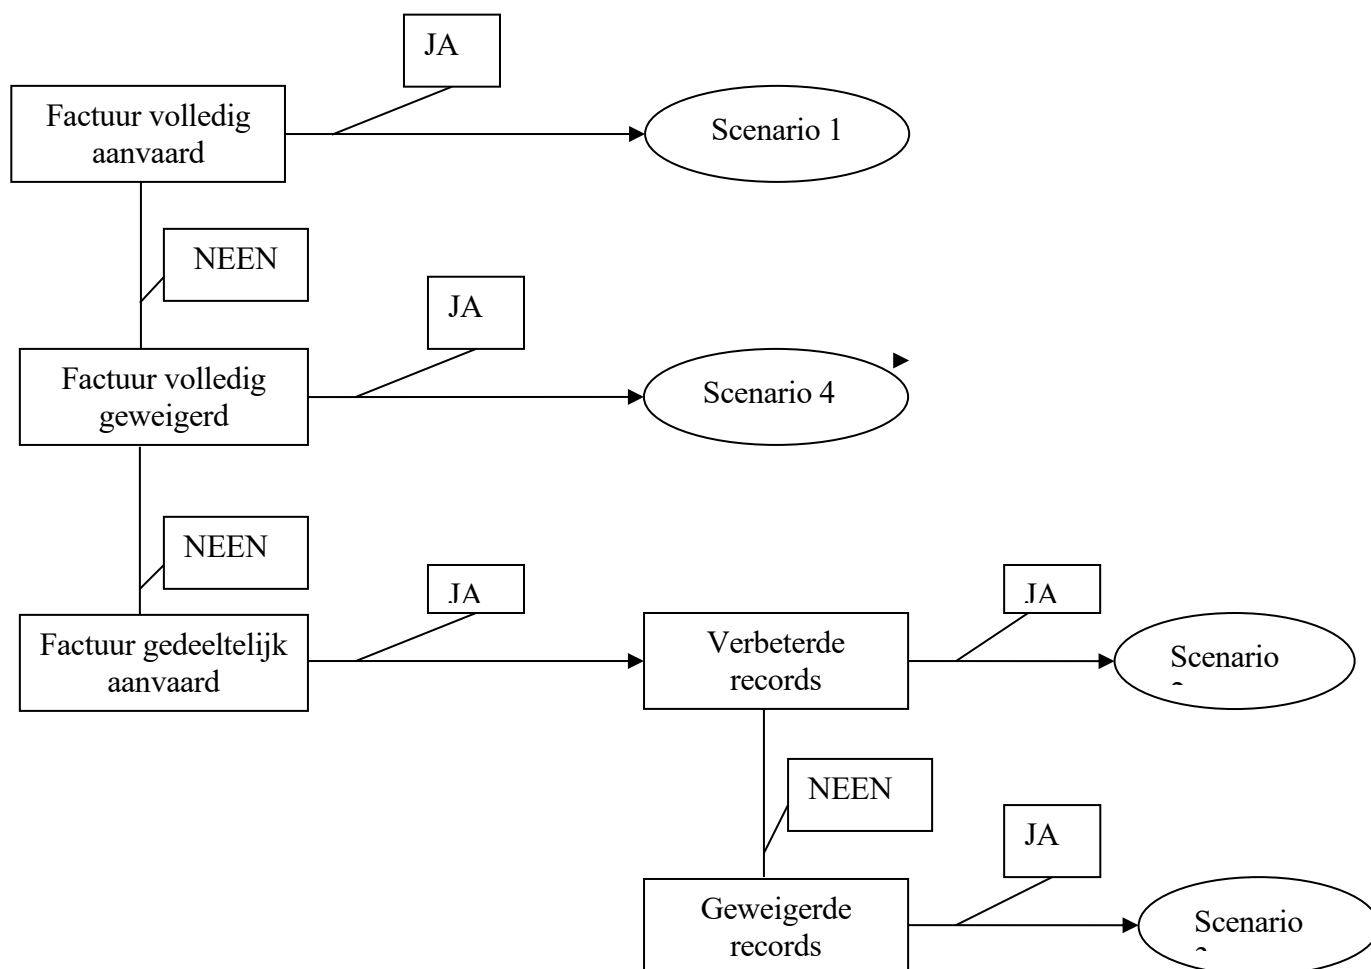 JA
Factuur volledig
aanvaard
Scenario 1
NEEN
JA
Factuur volledig
geweigerd
Scenario 4
NEEN
JA
JA
Factuur gedeeltelijk
aanvaard
Verbeterde
records
Scenario
NEEN
JA
Geweigerde
records
Scenario